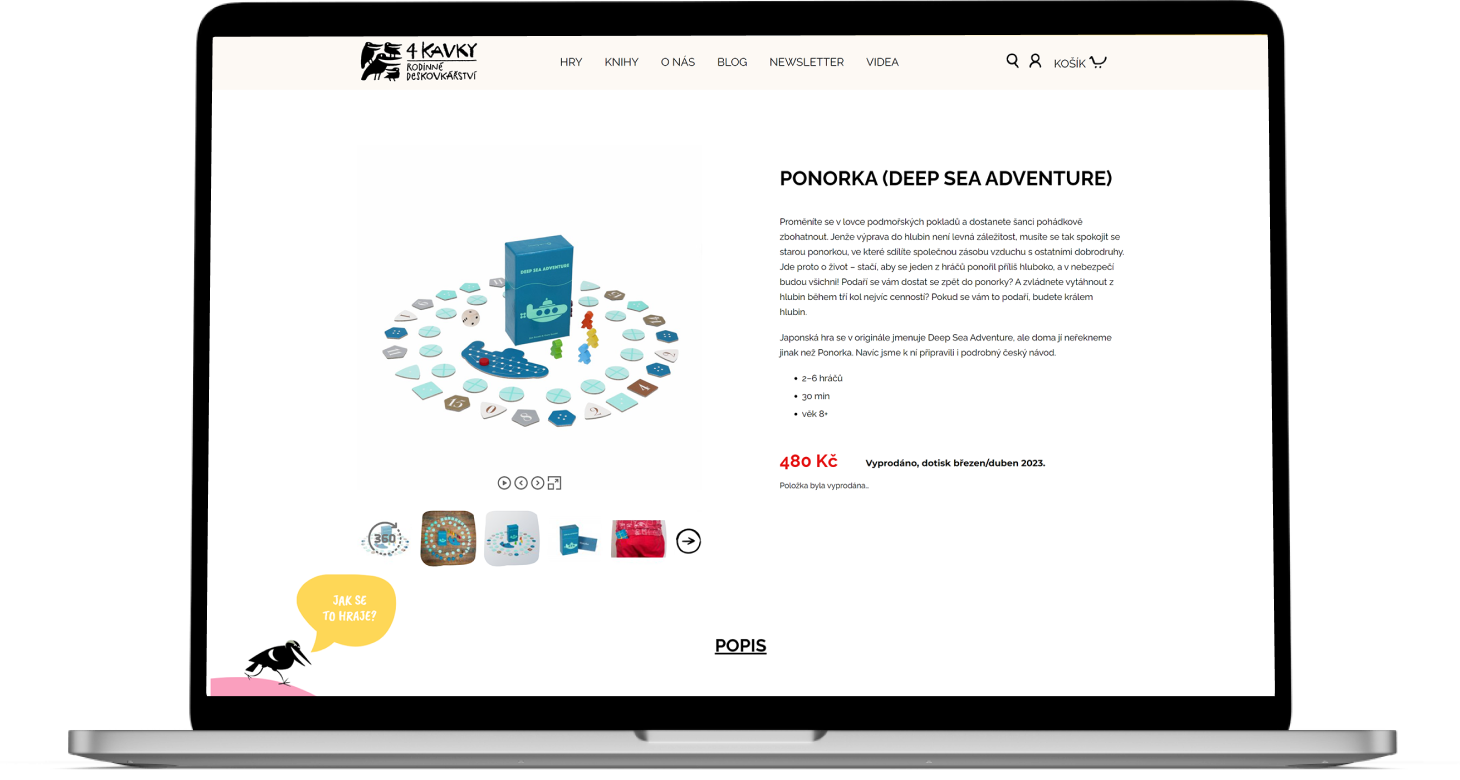 4 KAVKY
RODINNÉ
DESKOVKÁŘSTVÍ
HRY KNIHY O NÁS BLOG NEWSLETTER VIDEA
KOŠÍK
PONORKA (DEEP SEA ADVENTURE)
Proměníte se v lovce podmořských pokladů a dostanete šanci pohádkově
zbohatnout. Jenže výprava do hlubin není levná záležitost, musíte se tak spokojit se
starou ponorkou, ve které sdílíte společnou zásobu vzduchu s ostatními dobrodruhy.
Jde proto o život – stačí, aby se jeden z hráčů ponořil příliš hluboko, a v nebezpečí
budou všichni! Podaří se vám dostat se zpět do ponorky? A zvládnete vytáhnout z
hlubin během tří kol nejvíc cenností? Pokud se vám to podaří, budete králem
hlubin.
Japonská hra se v originále jmenuje Deep Sea Adventure, ale doma jí neřekneme
jinak než Ponorka. Navíc jsme k ní připravili i podrobný český návod.
• 2–6 hráčů
• 30 min
• věk 8+
480 Kč Vyprodáno, dotisk březen/duben 2023.
Položka byla vyprodána…
DEEP SEA ADVENTURE
15
0
8
2
4
360
JAK SE
TO HRAJE?
POPIS